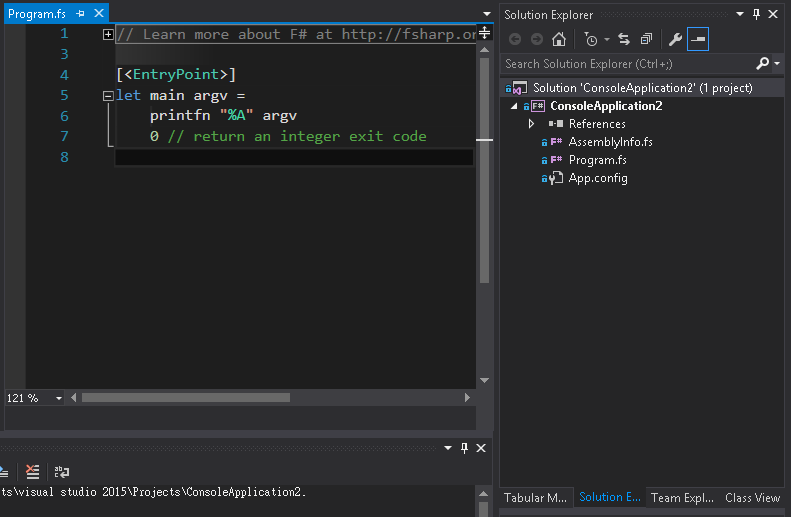 Program.fs
1 // Learn more about F# at http://fsharp.or
3
4 [<EntryPoint>]
5 let main argv =
6 printfn "%A" argv
7 0 // return an integer exit code
8
121 %
ts\visual studio 2015\Projects\ConsoleApplication2.
Solution Explorer
Search Solution Explorer (Ctrl+;)
Solution 'ConsoleApplication2' (1 project)
F# ConsoleApplication2
References
F# AssemblyInfo.fs
F# Program.fs
App.config
Tabular M... Solution E... Team Expl... Class View